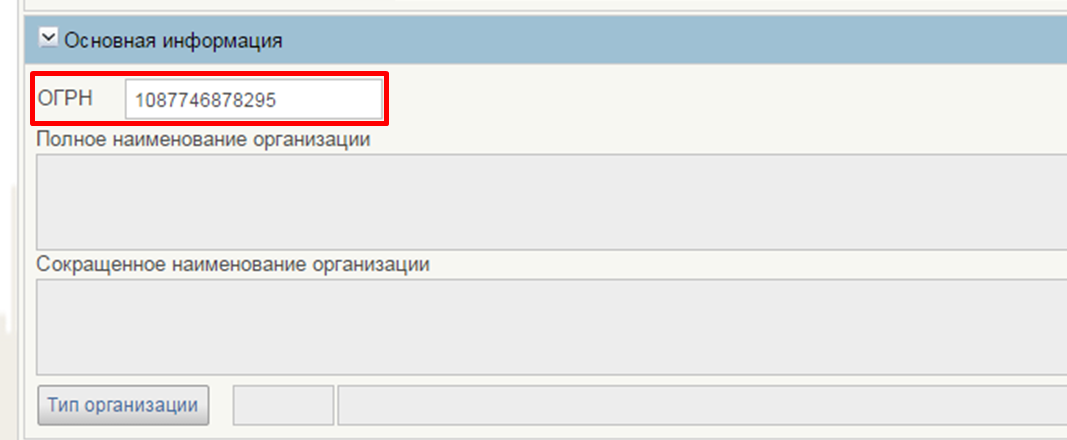 Основная информация
ОГРН 1087746878295
Полное наименование организации
Сокращенное наименование организации
Тип организации